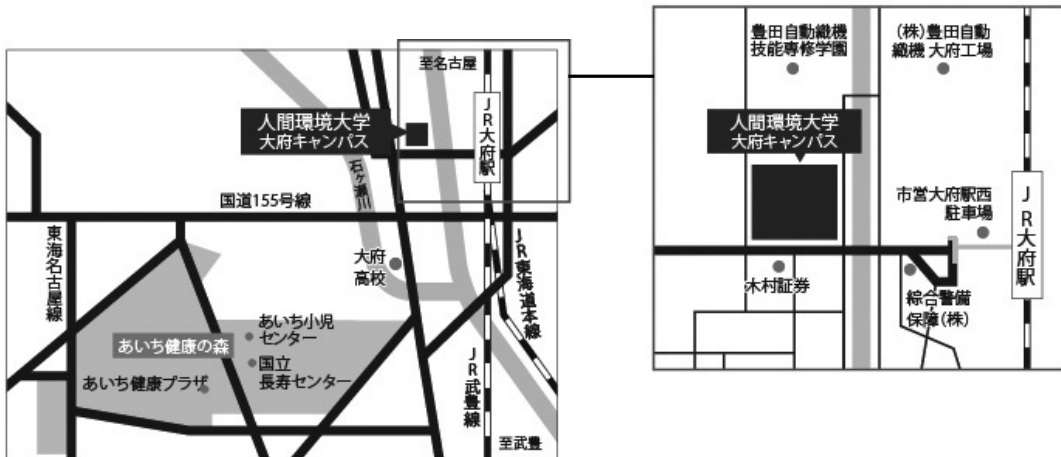 至名古屋
人間環境大学
大府キャンパス
JR大府駅
石ヶ瀬川
国道155号線
東海名古屋線
大府
高校
JR東海道本線
あいち小児
センター
あいち健康の森
国立
長寿センター
あいち健康プラザ
JR武豊線
至武豊
豊田自動織機
技能専修学園
(株)豊田自動
織機 大府工場
人間環境大学
大府キャンパス
市営大府駅西
駐車場
JR大府駅
木村証券
綜合警備
保障(株)